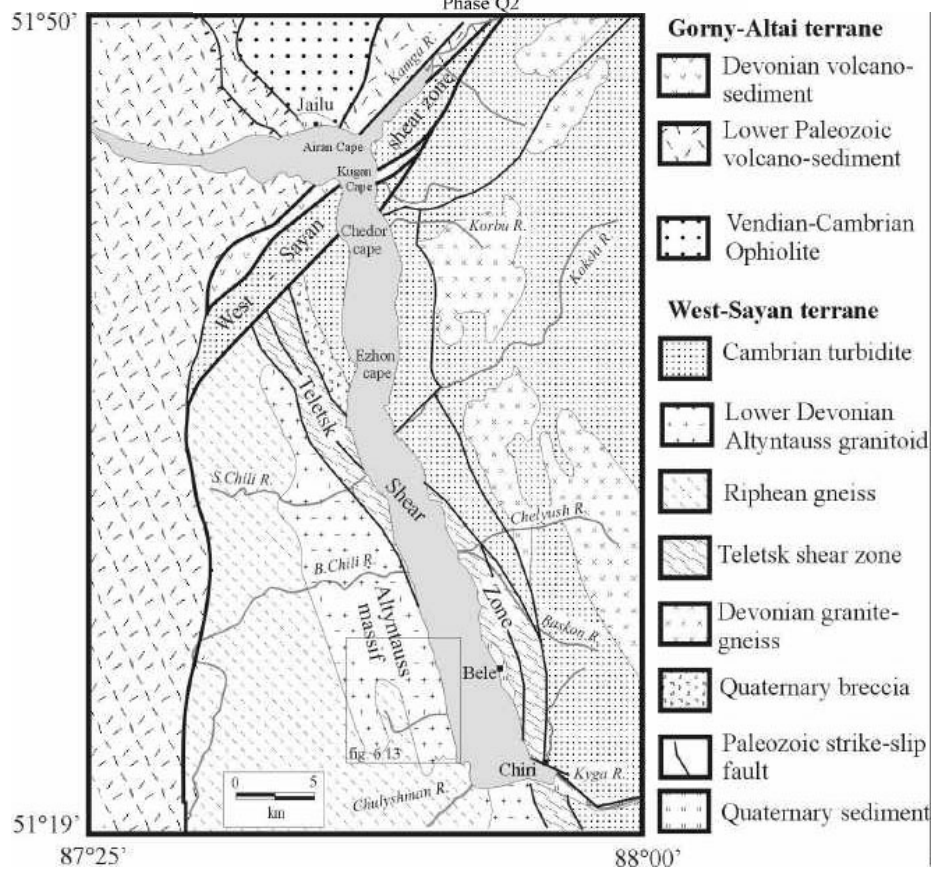 Phase Q2
51°50'
Kamga R.
shear zone
Jailu
Airan Cape
Kugan
Cape
Sayan
West
Chedor
cape
Korbu R.
Kokshi R.
Ezhon
cape
Teletsk
Shear
Zone
S.Chili R.
Chelyush R.
B.Chili R.
Altyntauss
massif
Baskon R.
Bele
fig. 6 13
Chiri
Kyga R.
Chulyshman R.
0 5
km
51°19'
87°25'
88°00'
Gorny-Altai terrane
Devonian volcano-
sediment
Lower Paleozoic
volcano-sediment
Vendian-Cambrian
Ophiolite
West-Sayan terrane
Cambrian turbidite
Lower Devonian
Altyntauss granitoid
Riphean gneiss
Teletsk shear zone
Devonian granite-
gneiss
Quaternary breccia
Paleozoic strike-slip
fault
Quaternary sediment